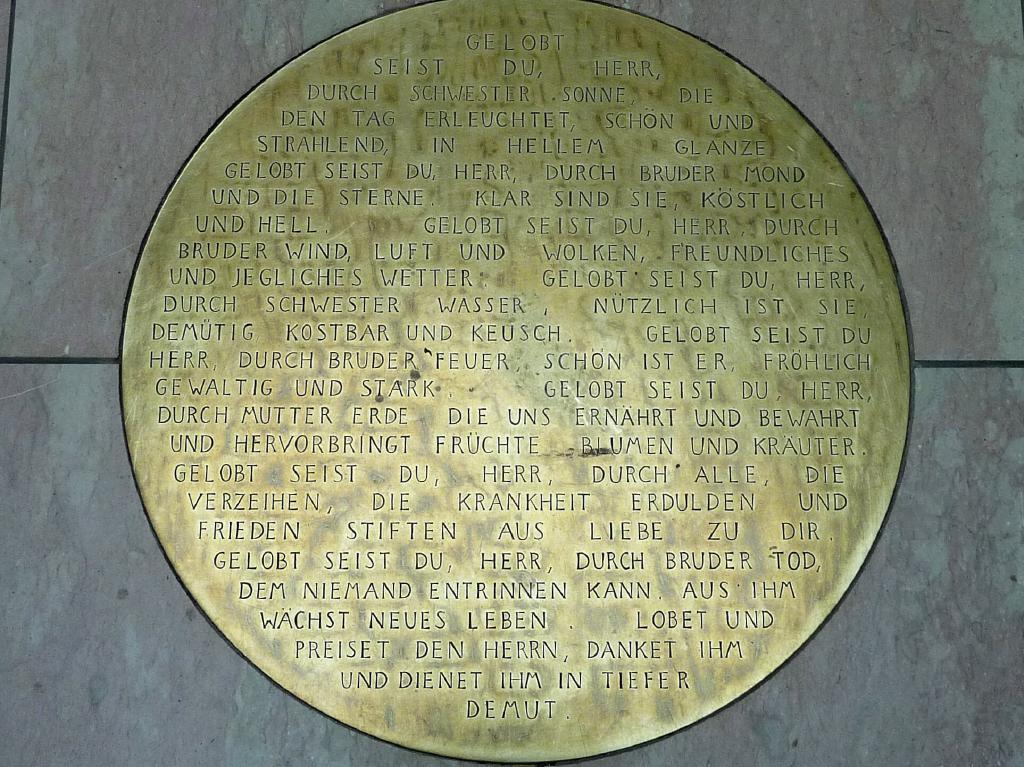 GELOBT
SEIST DU, HERR,
DURCH SCHWESTER SONNE, DIE
DEN TAG ERLEUCHTET, SCHÖN UND
STRAHLEND, IN HELLEM GLANZE
GELOBT SEIST DU, HERR, DURCH BRUDER MOND
UND DIE STERNE. KLAR SIND SIE, KÖSTLICH
UND HELL. GELOBT SEIST DU, HERR, DURCH
BRUDER WIND, LUFT UND WOLKEN, FREUNDLICHES
UND JEGLICHES WETTER. GELOBT SEIST DU, HERR,
DURCH SCHWESTER WASSER, NÜTZLICH IST SIE,
DEMÜTIG KOSTBAR UND KEUSCH. GELOBT SEIST DU
HERR, DURCH BRUDER FEUER, SCHÖN IST ER, FRÖHLICH
GEWALTIG UND STARK. GELOBT SEIST DU, HERR,
DURCH MUTTER ERDE DIE UNS ERNÄHRT UND BEWAHRT
UND HERVORBRINGT FRÜCHTE BLUMEN UND KRÄUTER.
GELOBT SEIST DU, HERR, DURCH ALLE, DIE
VERZEIHEN, DIE KRANKHEIT ERDULDEN UND
FRIEDEN STIFTEN AUS LIEBE ZU DIR.
GELOBT SEIST DU, HERR, DURCH BRUDER TOD,
DEM NIEMAND ENTRINNEN KANN. AUS IHM
WÄCHST NEUES LEBEN. LOBET UND
PREISET DEN HERRN, DANKET IHM
UND DIENET IHM IN TIEFER
DEMUT.